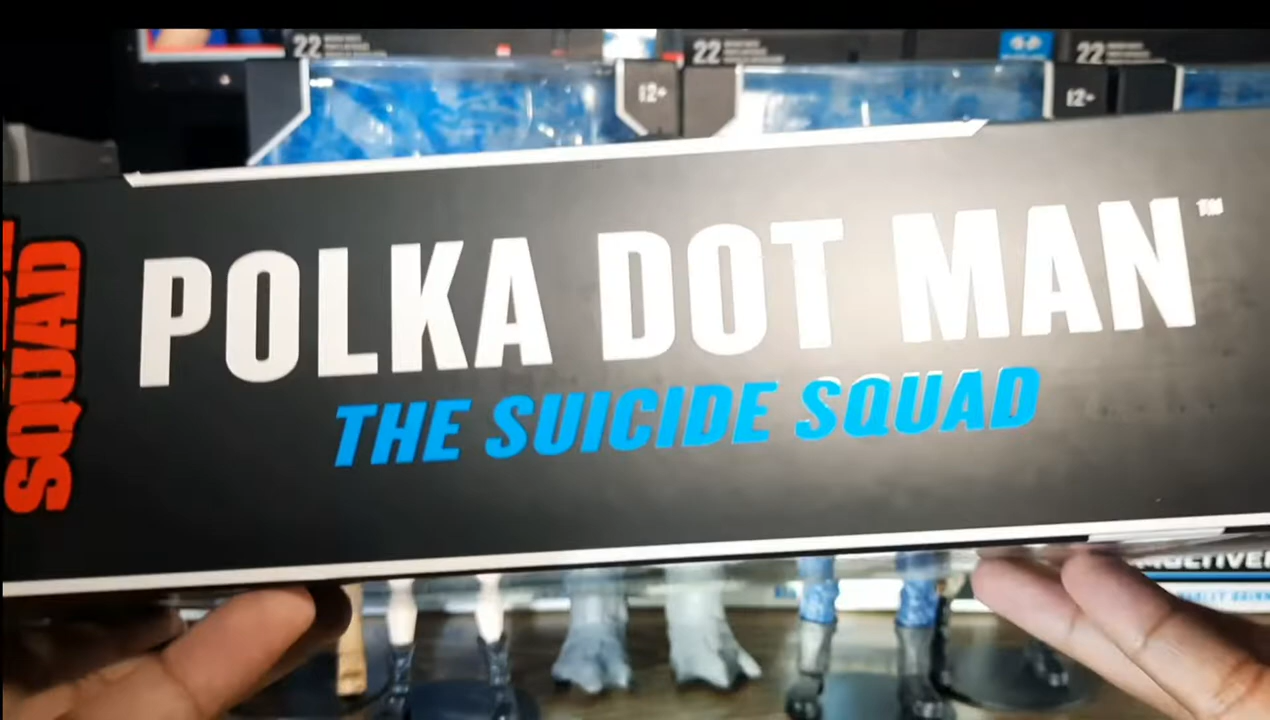 22
22
22
12+
12+
SQUAD
POLKA DOT MAN™
THE SUICIDE SQUAD